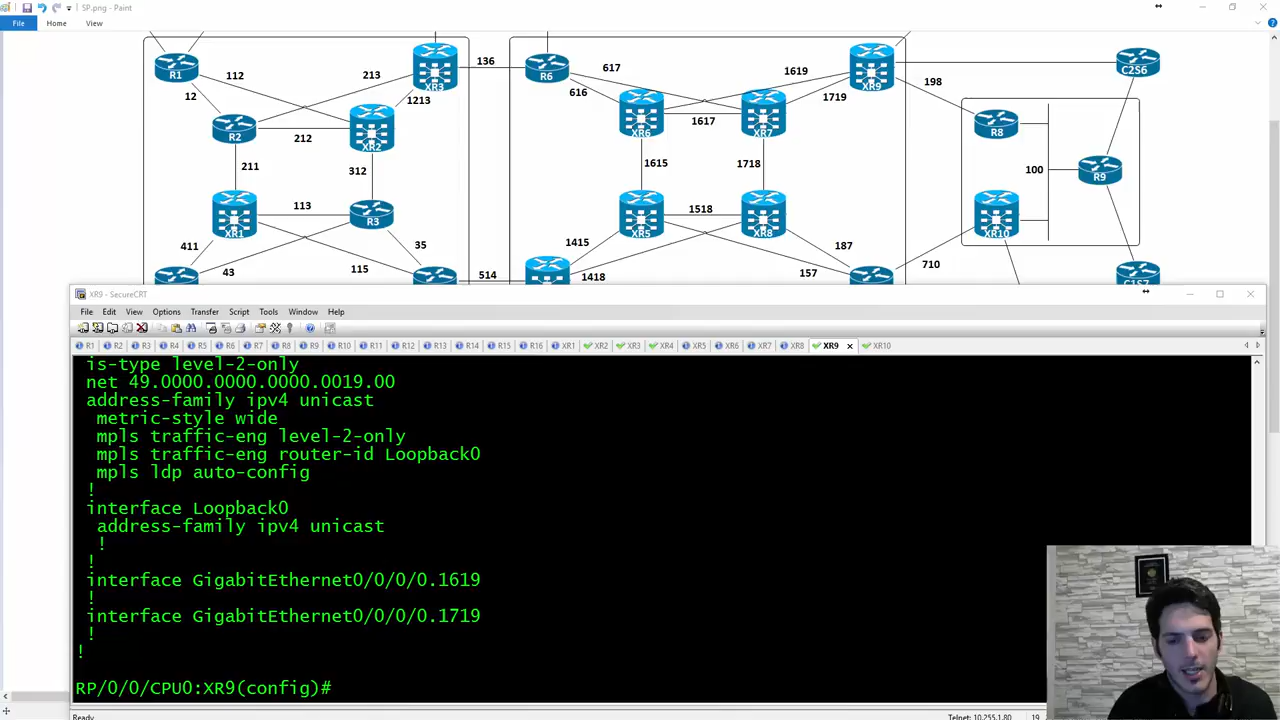 SP.png - Paint
File Home View
R1
XR3
136
R6
XR9
C2S6
112
213
617
1619
198
12
1213
616
1719
R2
XR2
XR6
XR7
R8
212
1617
211
312
1615
1718
100
R9
113
1518
XR1
R3
XR5
XR8
XR10
411
35
1415
187
43
115
514
1418
157
710
C1S7
XR9 - SecureCRT
File Edit View Options Transfer Script Tools Window Help
R1 R2 R3 R4 R5 R6 R7 R8 R9 R10 R11 R12 R13 R14 R15 R16 XR1 XR2 XR3 XR4 XR5 XR6 XR7 XR8 XR9 XR10
is-type level-2-only
net 49.0000.0000.0000.0019.00
address-family ipv4 unicast
metric-style wide
mpls traffic-eng level-2-only
mpls traffic-eng router-id Loopback0
mpls ldp auto-config
!
interface Loopback0
address-family ipv4 unicast
!
!
interface GigabitEthernet0/0/0/0.1619
!
interface GigabitEthernet0/0/0/0.1719
!
!
RP/0/0/CPU0:XR9(config)#
Ready
Telnet: 10.255.1.80 19